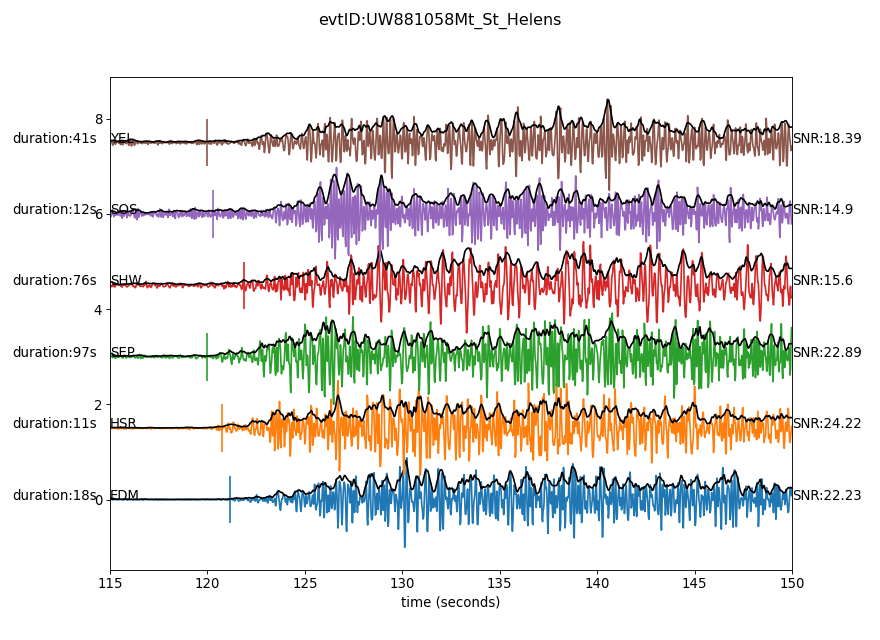 evtID:UW881058Mt_St_Helens
8
duration:41s YEL SNR:18.39
duration:12s SOS SNR:14.9
6
duration:76s SHW SNR:15.6
4
duration:97s SEP SNR:22.89
2
duration:11s HSR SNR:24.22
duration:18s EDM SNR:22.23
0
115 120 125 130 135 140 145 150
time (seconds)